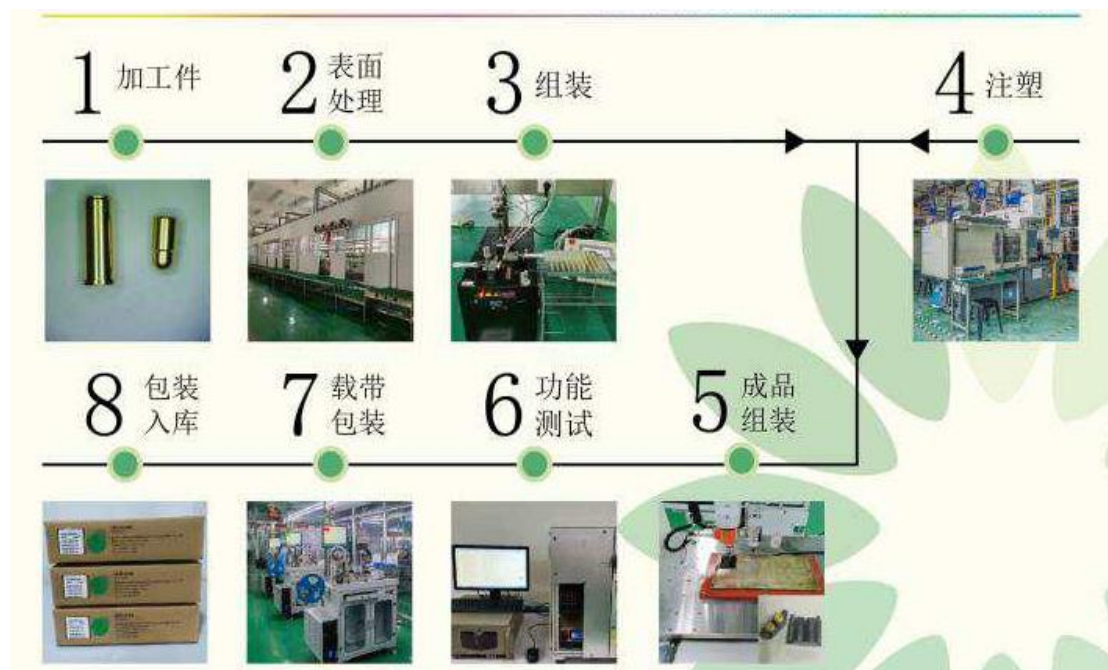 1 加工件
2 表面
处理
3 组装
4 注塑
8 包装
入库
7 载带
包装
6 功能
测试
5 成品
组装